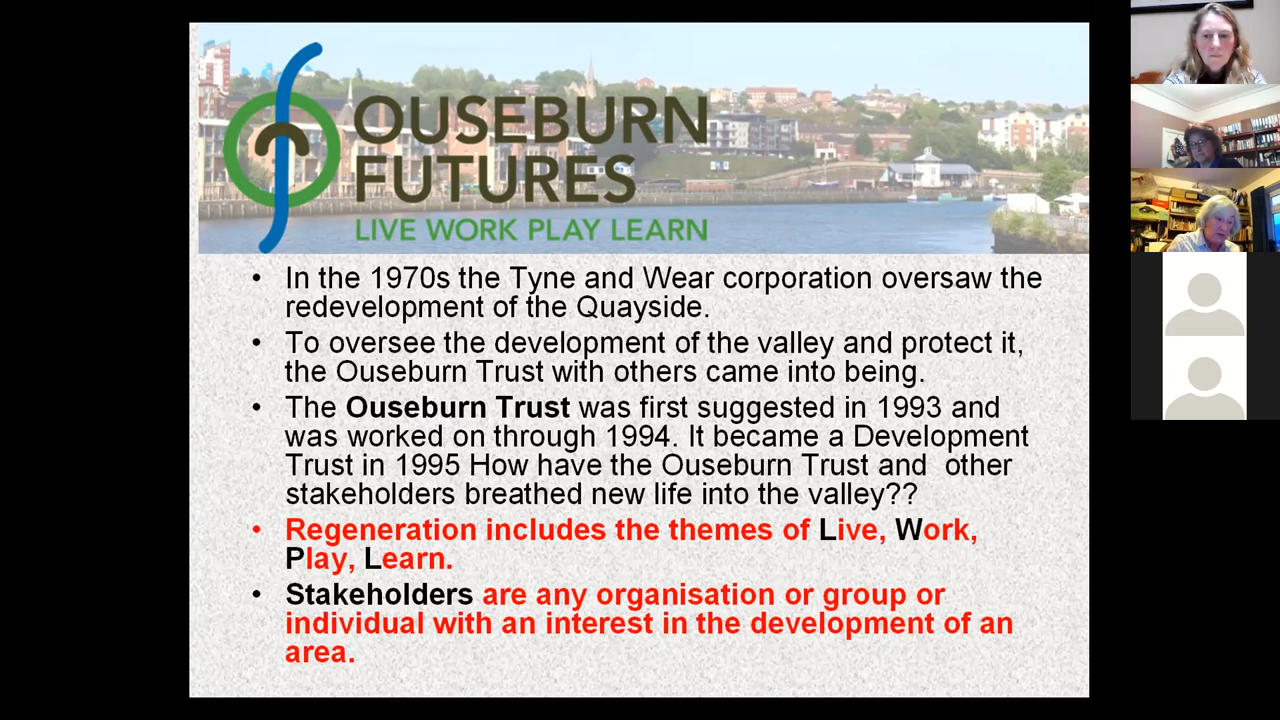 OUSEBURN
FUTURES
LIVE WORK PLAY LEARN
• In the 1970s the Tyne and Wear corporation oversaw the
redevelopment of the Quayside.
• To oversee the development of the valley and protect it,
the Ouseburn Trust with others came into being.
• The Ouseburn Trust was first suggested in 1993 and
was worked on through 1994. It became a Development
Trust in 1995 How have the Ouseburn Trust and  other
stakeholders breathed new life into the valley??
• Regeneration includes the themes of Live, Work,
Play, Learn.
• Stakeholders are any organisation or group or
individual with an interest in the development of an
area.